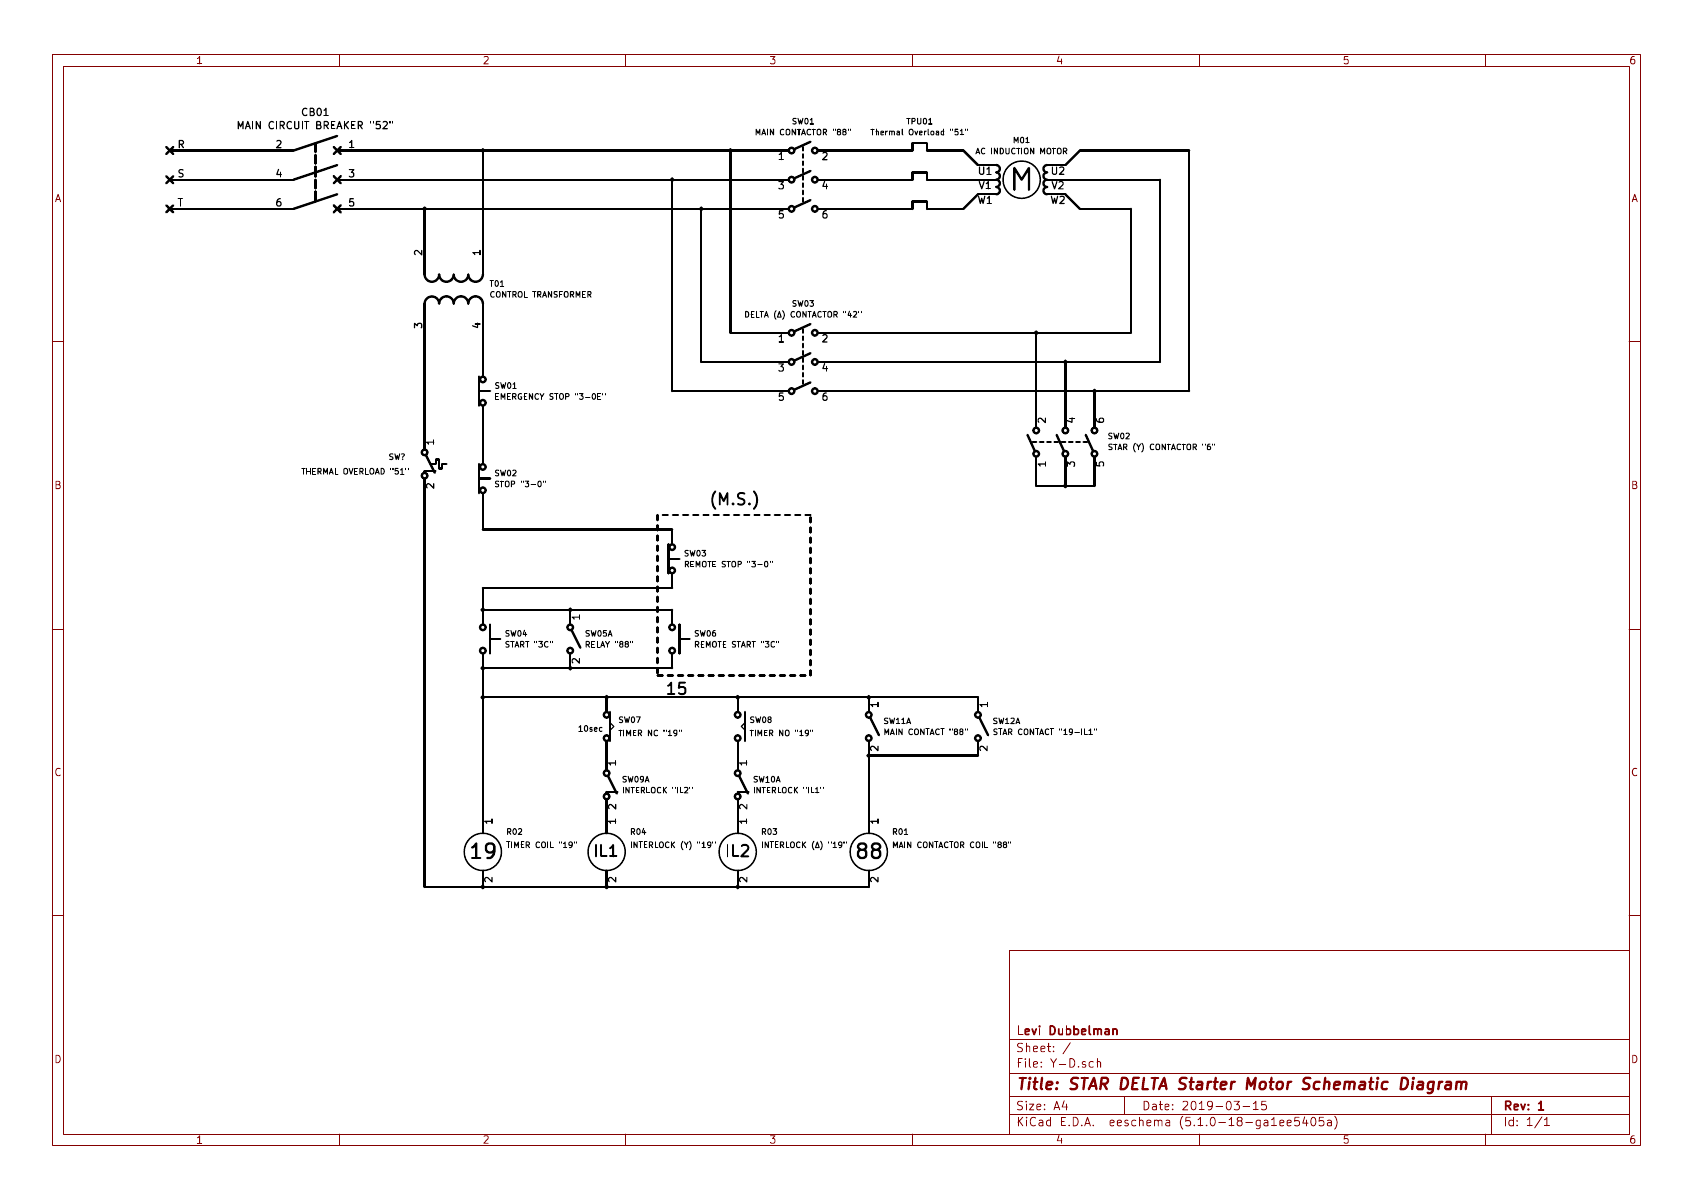 1 2 3 4 5 6
CB01
MAIN CIRCUIT BREAKER "52"
R 2 1
S 4 3
T 6 5
SW01
MAIN CONTACTOR "88"
1 2
3 4
5 6
TPU01
Thermal Overload "51"
M01
AC INDUCTION MOTOR
U1 M U2
V1 V2
W1 W2
A A
2 1
T01
CONTROL TRANSFORMER
3 4
SW03
DELTA (Δ) CONTACTOR "42"
1 2
3 4
5 6
SW01
EMERGENCY STOP "3-0E"
2 4 6
SW02
STAR (Y) CONTACTOR "6"
1 3 5
1
SW?
THERMAL OVERLOAD "51"
2
SW02
STOP "3-0"
B B
(M.S.)
SW03
REMOTE STOP "3-0"
SW04
START "3C"
1
SW05A
RELAY "88"
2
SW06
REMOTE START "3C"
15
10sec
SW07
TIMER NC "19"
SW08
TIMER NO "19"
1
SW11A
MAIN CONTACT "88"
2
1
SW12A
STAR CONTACT "19-IL1"
2
C C
1
SW09A
INTERLOCK "IL2"
2
1
SW10A
INTERLOCK "IL1"
2
1
19
R02
TIMER COIL "19"
2
1
IL1
R04
INTERLOCK (Y) "19"
2
1
IL2
R03
INTERLOCK (Δ) "19"
2
1
88
R01
MAIN CONTACTOR COIL "88"
2
Levi Dubbelman
Sheet: /
File: Y-D.sch
D D
Title: STAR DELTA Starter Motor Schematic Diagram
Size: A4 Date: 2019-03-15 Rev: 1
KiCad E.D.A. eeschema (5.1.0-18-ga1ee5405a) Id: 1/1
1 2 3 4 5 6